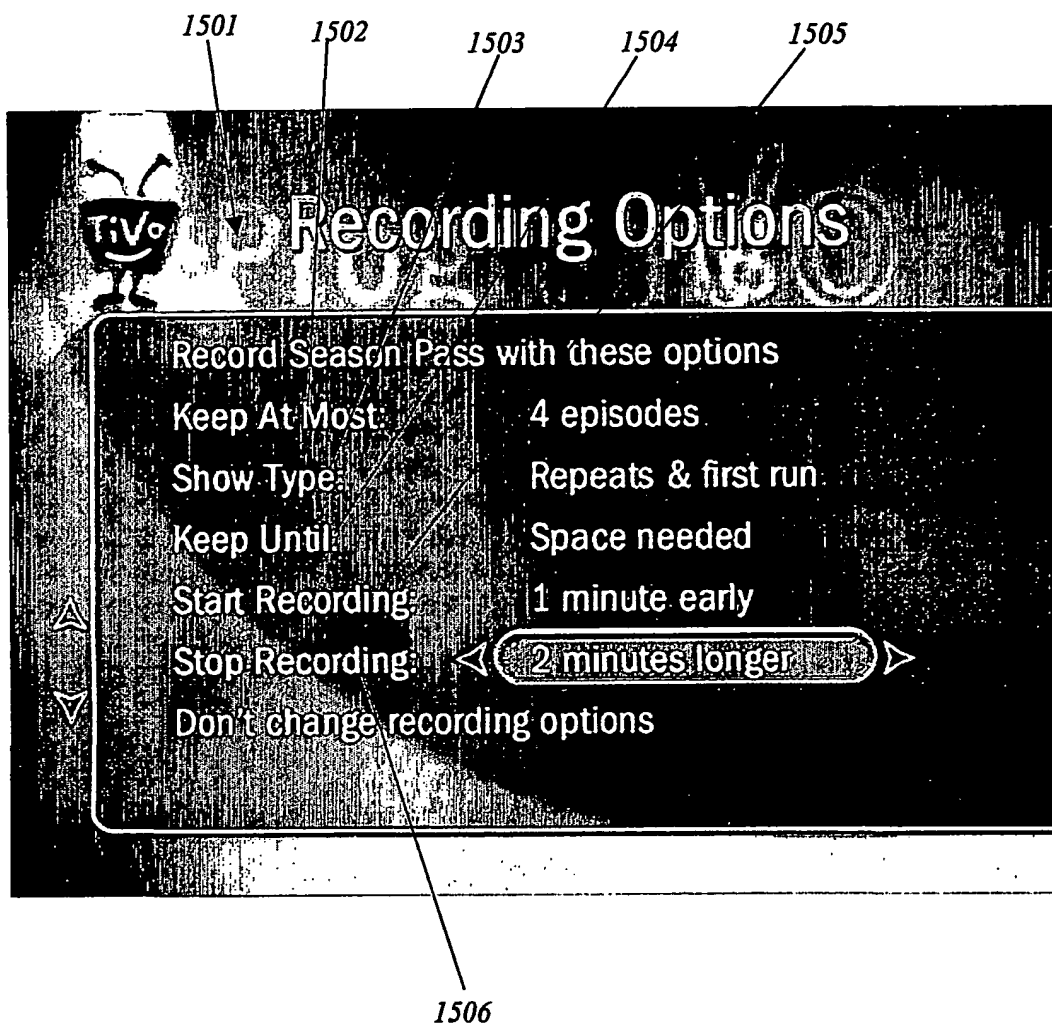 1501 1502 1503 1504 1505
TiVo
Recording Options
Record Season Pass with these options
Keep At Most: 4 episodes
Show Type: Repeats & first run
Keep Until: Space needed
Start Recording: 1 minute early
Stop Recording: 2 minutes longer
Don't change recording options
1506